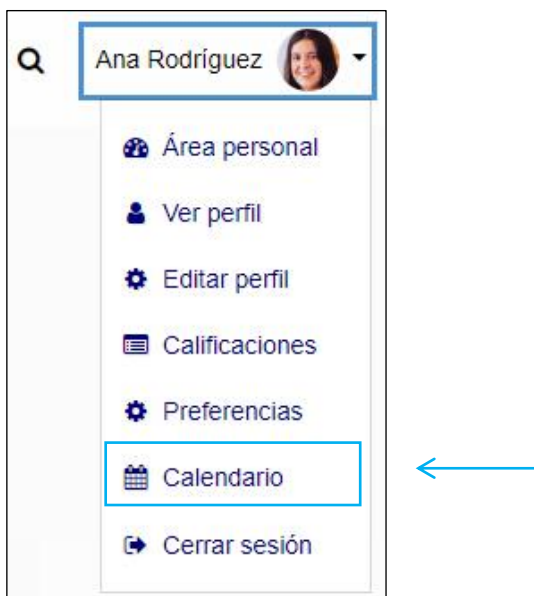 Ana Rodríguez
Área personal
Ver perfil
Editar perfil
Calificaciones
Preferencias
Calendario
Cerrar sesión